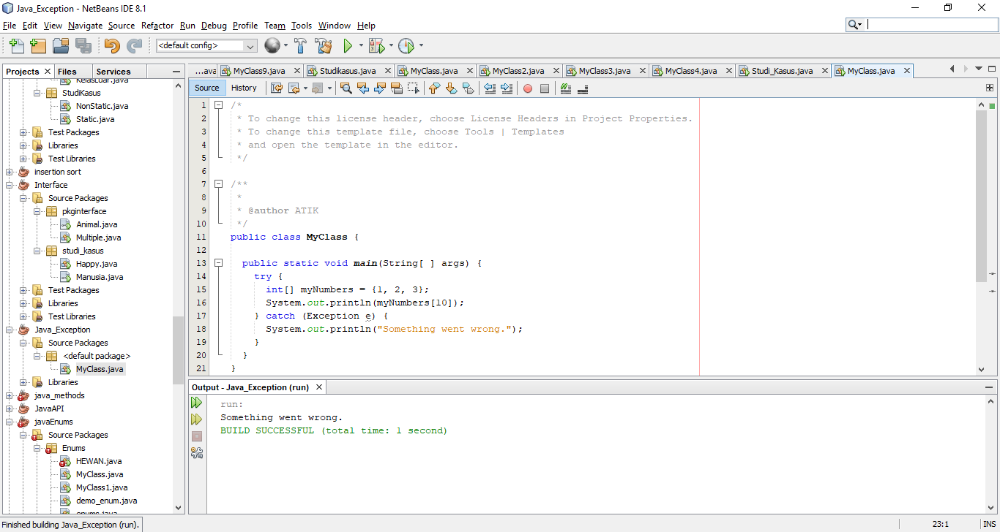 Java_Exception - NetBeans IDE 8.1
File Edit View Navigate Source Refactor Run Debug Profile Team Tools Window Help
<default config>
Projects Files Services
KelasLuar.java
StudiKasus
NonStatic.java
Static.java
Test Packages
Libraries
Test Libraries
insertion sort
Interface
Source Packages
pkginterface
Animal.java
Multiple.java
studi_kasus
Happy.java
Manusia.java
Test Packages
Libraries
Test Libraries
Java_Exception
Source Packages
<default package>
MyClass.java
Libraries
java_methods
JavaAPI
javaEnums
Source Packages
Enums
HEWAN.java
MyClass.java
MyClass1.java
demo_enum.java
enums.java
...ava MyClass9.java Studikasus.java MyClass.java MyClass2.java MyClass3.java MyClass4.java Studi_Kasus.java MyClass.java
Source History
1 /*
2 * To change this license header, choose License Headers in Project Properties.
3 * To change this template file, choose Tools | Templates
4 * and open the template in the editor.
5 */
6
7 /**
8 *
9 * @author ATIK
10 */
11 public class MyClass {
12
13 public static void main(String[ ] args) {
14 try {
15 int[] myNumbers = {1, 2, 3};
16 System.out.println(myNumbers[10]);
17 } catch (Exception e) {
18 System.out.println("Something went wrong.");
19 }
20 }
21 }
Output - Java_Exception (run)
run:
Something went wrong.
BUILD SUCCESSFUL (total time: 1 second)
Finished building Java_Exception (run).
23:1 INS